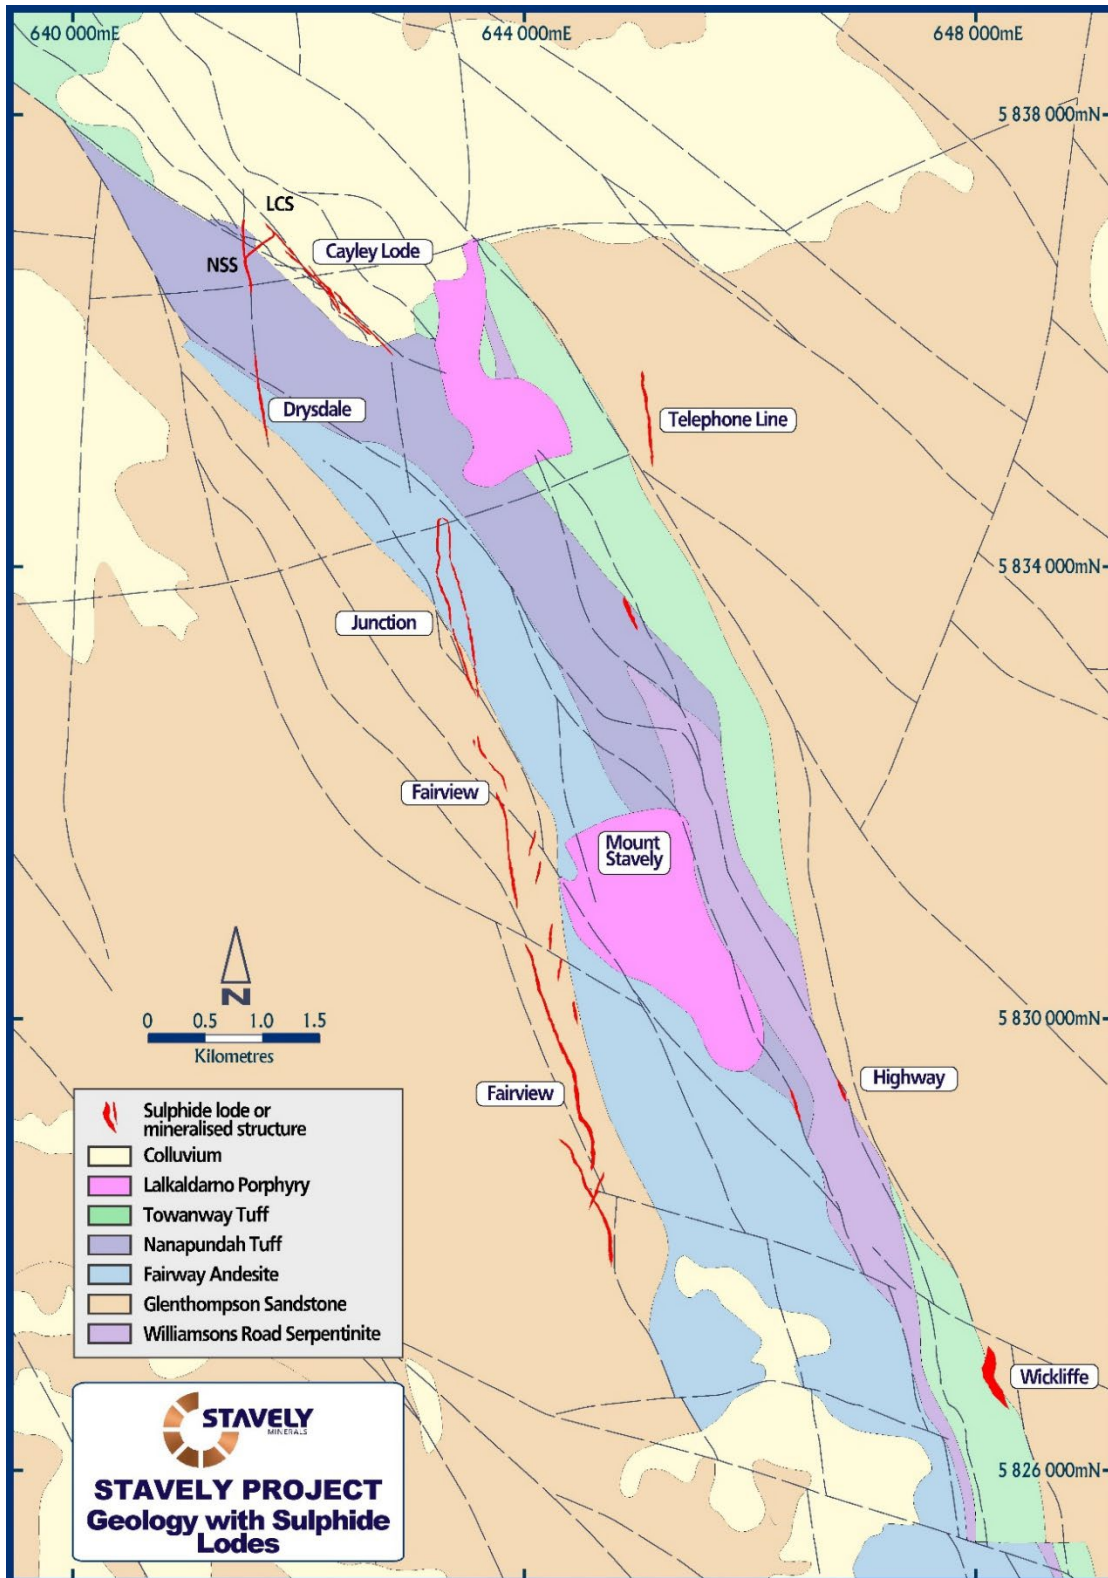 640 000mE
644 000mE
648 000mE
5 838 000mN
LCS
Cayley Lode
NSS
Drysdale
Telephone Line
5 834 000mN
Junction
Fairview
Mount
Stavely
N
0 0.5 1.0 1.5
Kilometres
5 830 000mN
Highway
Fairview
Sulphide lode or
mineralised structure
Colluvium
Lalkaldarno Porphyry
Towanway Tuff
Nanapundah Tuff
Fairway Andesite
Glenthompson Sandstone
Williamsons Road Serpentinite
Wickliffe
5 826 000mN
STAVELY
MINERALS
STAVELY PROJECT
Geology with Sulphide
Lodes